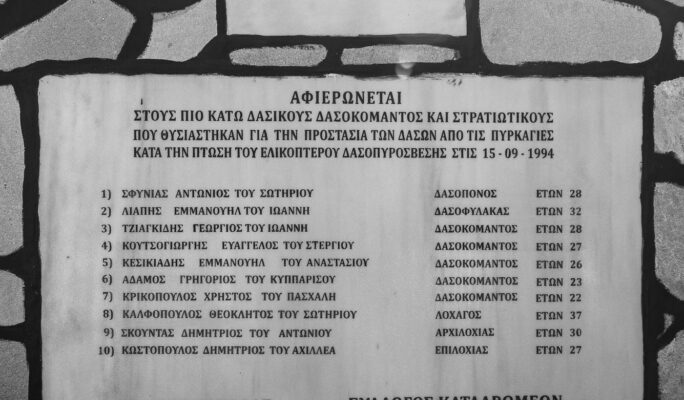 ΑΦΙΕΡΩΝΕΤΑΙ
ΣΤΟΥΣ ΠΙΟ ΚΑΤΩ ΔΑΣΙΚΟΥΣ ΔΑΣΟΚΟΜΑΝΤΟΣ ΚΑΙ ΣΤΡΑΤΙΩΤΙΚΟΥΣ
ΠΟΥ ΘΥΣΙΑΣΤΗΚΑΝ ΓΙΑ ΤΗΝ ΠΡΟΣΤΑΣΙΑ ΤΩΝ ΔΑΣΩΝ ΑΠΟ ΤΙΣ ΠΥΡΚΑΓΙΕΣ
ΚΑΤΑ ΤΗΝ ΠΤΩΣΗ ΤΟΥ ΕΛΙΚΟΠΤΕΡΟΥ ΔΑΣΟΠΥΡΟΣΒΕΣΗΣ ΣΤΙΣ 15 - 09 - 1994
1) ΣΦΥΝΙΑΣ ΑΝΤΩΝΙΟΣ ΤΟΥ ΣΩΤΗΡΙΟΥ ΔΑΣΟΠΟΝΟΣ ΕΤΩΝ 28
2) ΛΙΑΠΗΣ ΕΜΜΑΝΟΥΗΛ ΤΟΥ ΙΩΑΝΝΗ ΔΑΣΟΦΥΛΑΚΑΣ ΕΤΩΝ 32
3) ΤΖΙΑΓΚΙΔΗΣ ΓΕΩΡΓΙΟΣ ΤΟΥ ΙΩΑΝΝΗ ΔΑΣΟΚΟΜΑΝΤΟΣ ΕΤΩΝ 28
4) ΚΟΥΤΣΟΓΙΩΡΓΗΣ ΕΥΑΓΓΕΛΟΣ ΤΟΥ ΣΤΕΡΓΙΟΥ ΔΑΣΟΚΟΜΑΝΤΟΣ ΕΤΩΝ 27
5) ΚΕΣΙΚΙΑΔΗΣ ΕΜΜΑΝΟΥΗΛ ΤΟΥ ΑΝΑΣΤΑΣΙΟΥ ΔΑΣΟΚΟΜΑΝΤΟΣ ΕΤΩΝ 26
6) ΑΔΑΜΟΣ ΓΡΗΓΟΡΙΟΣ ΤΟΥ ΚΥΠΠΑΡΙΣΟΥ ΔΑΣΟΚΟΜΑΝΤΟΣ ΕΤΩΝ 23
7) ΚΡΙΚΟΠΟΥΛΟΣ ΧΡΗΣΤΟΣ ΤΟΥ ΠΑΣΧΑΛΗ ΔΑΣΟΚΟΜΑΝΤΟΣ ΕΤΩΝ 22
8) ΚΑΛΦΟΠΟΥΛΟΣ ΘΕΟΚΛΗΤΟΣ ΤΟΥ ΣΩΤΗΡΙΟΥ ΛΟΧΑΓΟΣ ΕΤΩΝ 37
9) ΣΚΟΥΝΤΑΣ ΔΗΜΗΤΡΙΟΣ ΤΟΥ ΑΝΤΩΝΙΟΥ ΑΡΧΙΛΟΧΙΑΣ ΕΤΩΝ 30
10) ΚΩΣΤΟΠΟΥΛΟΣ ΔΗΜΗΤΡΙΟΣ ΤΟΥ ΑΧΙΛΛΕΑ ΕΠΙΛΟΧΙΑΣ ΕΤΩΝ 27